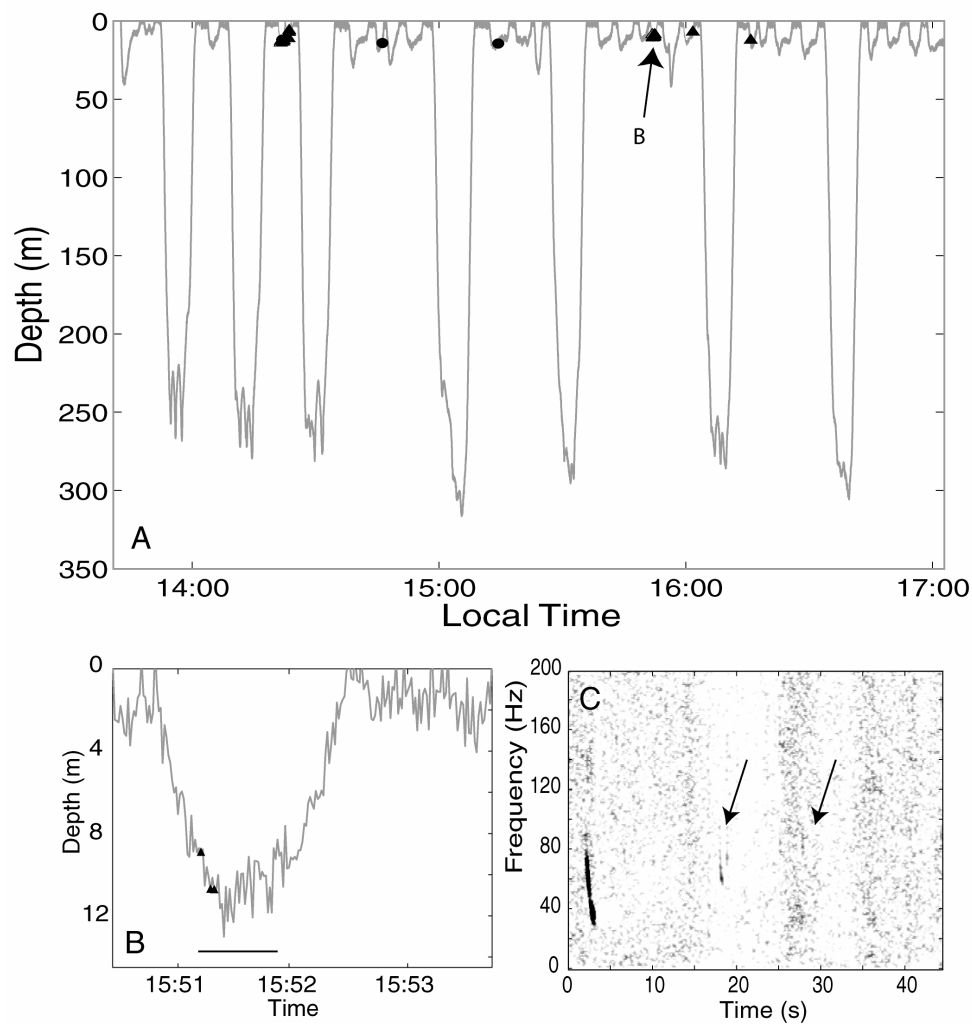 0
50
100
150
200
250
300
350
Depth (m)
B
A
14:00 15:00 16:00 17:00
Local Time
0
4
8
12
Depth (m)
B
15:51 15:52 15:53
Time
200
160
120
80
40
0
Frequency (Hz)
C
0 10 20 30 40
Time (s)